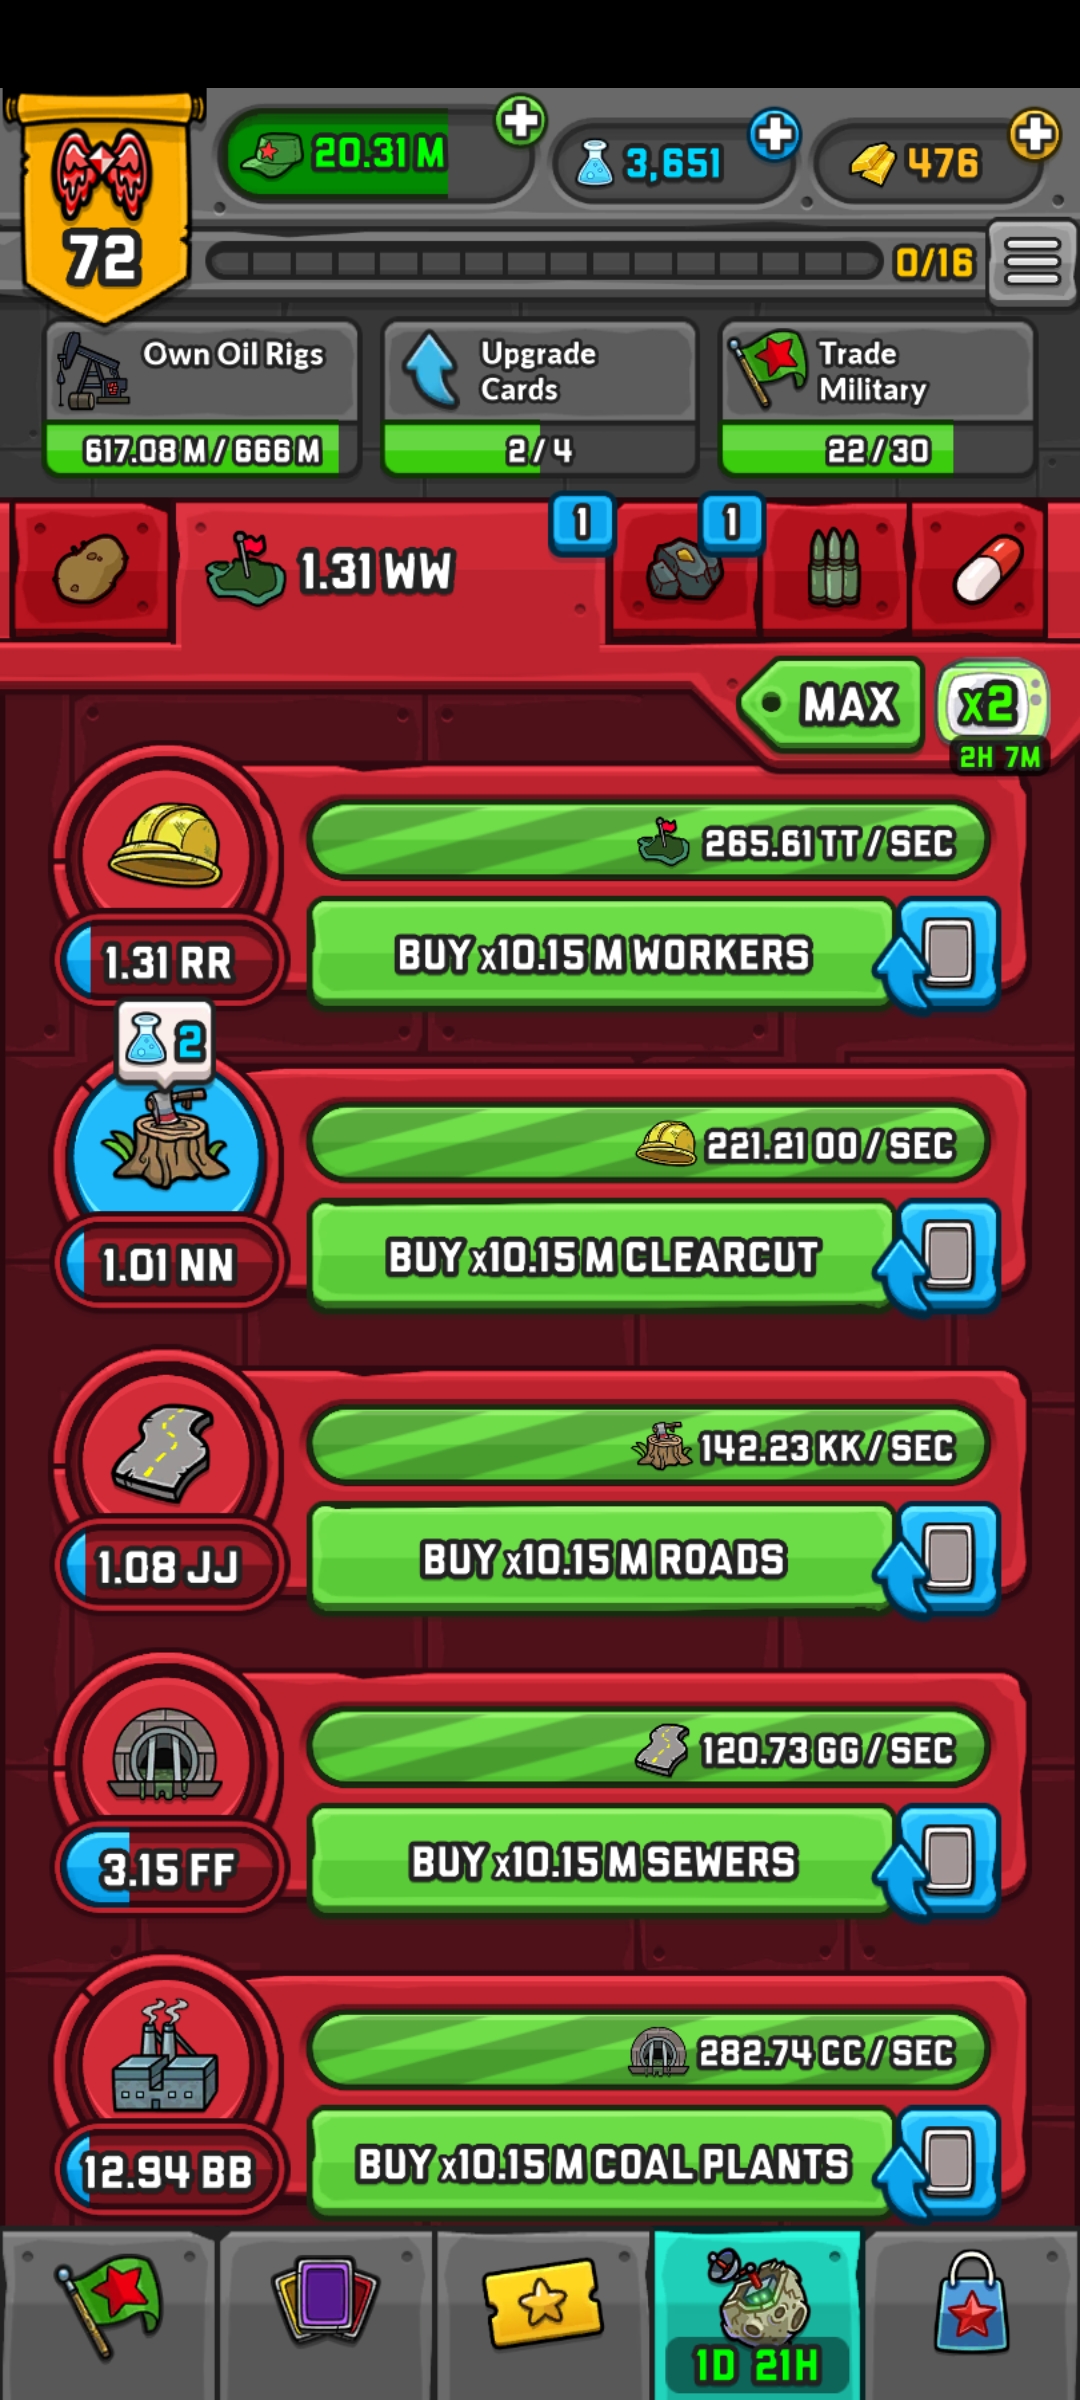 20.31 M
3,651
476
72
0/16
Own Oil Rigs
617.08 M / 666 M
Upgrade
Cards
2 / 4
Trade
Military
22 / 30
1.31 WW
1
1
MAX
x2
2H 7M
265.61 TT / SEC
BUY x10.15 M WORKERS
1.31 RR
2
221.21 OO / SEC
BUY x10.15 M CLEARCUT
1.01 NN
142.23 KK / SEC
BUY x10.15 M ROADS
1.08 JJ
120.73 GG / SEC
BUY x10.15 M SEWERS
3.15 FF
282.74 CC / SEC
BUY x10.15 M COAL PLANTS
12.94 BB
1D 21H